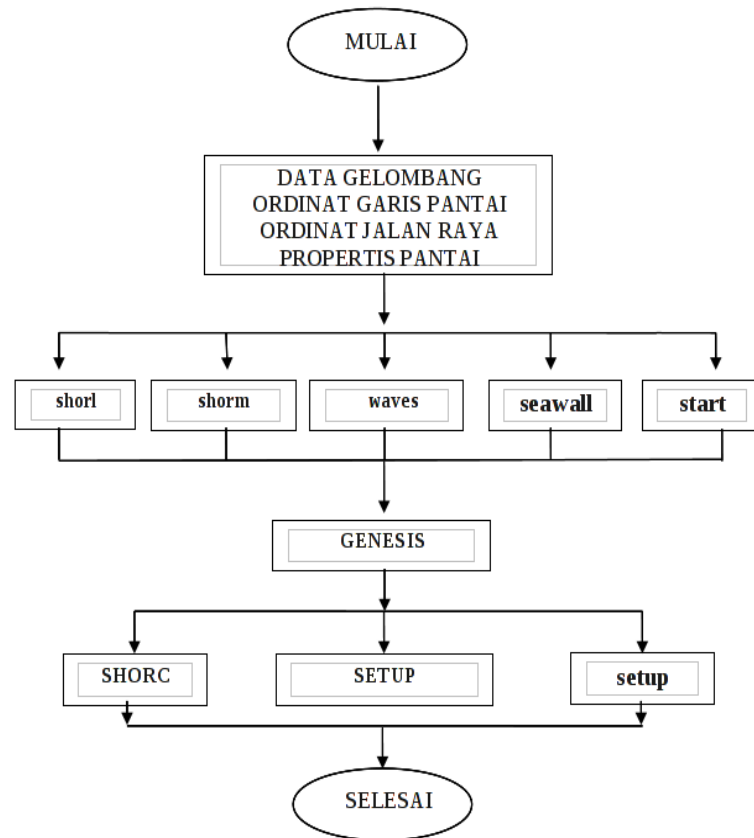 MULAI
DATA GELOMBANG
ORDINAT GARIS PANTAI
ORDINAT JALAN RAYA
PROPERTIS PANTAI
shorl
shorm
waves
seawall
start
GENESIS
SHORC
SETUP
setup
SELESAI